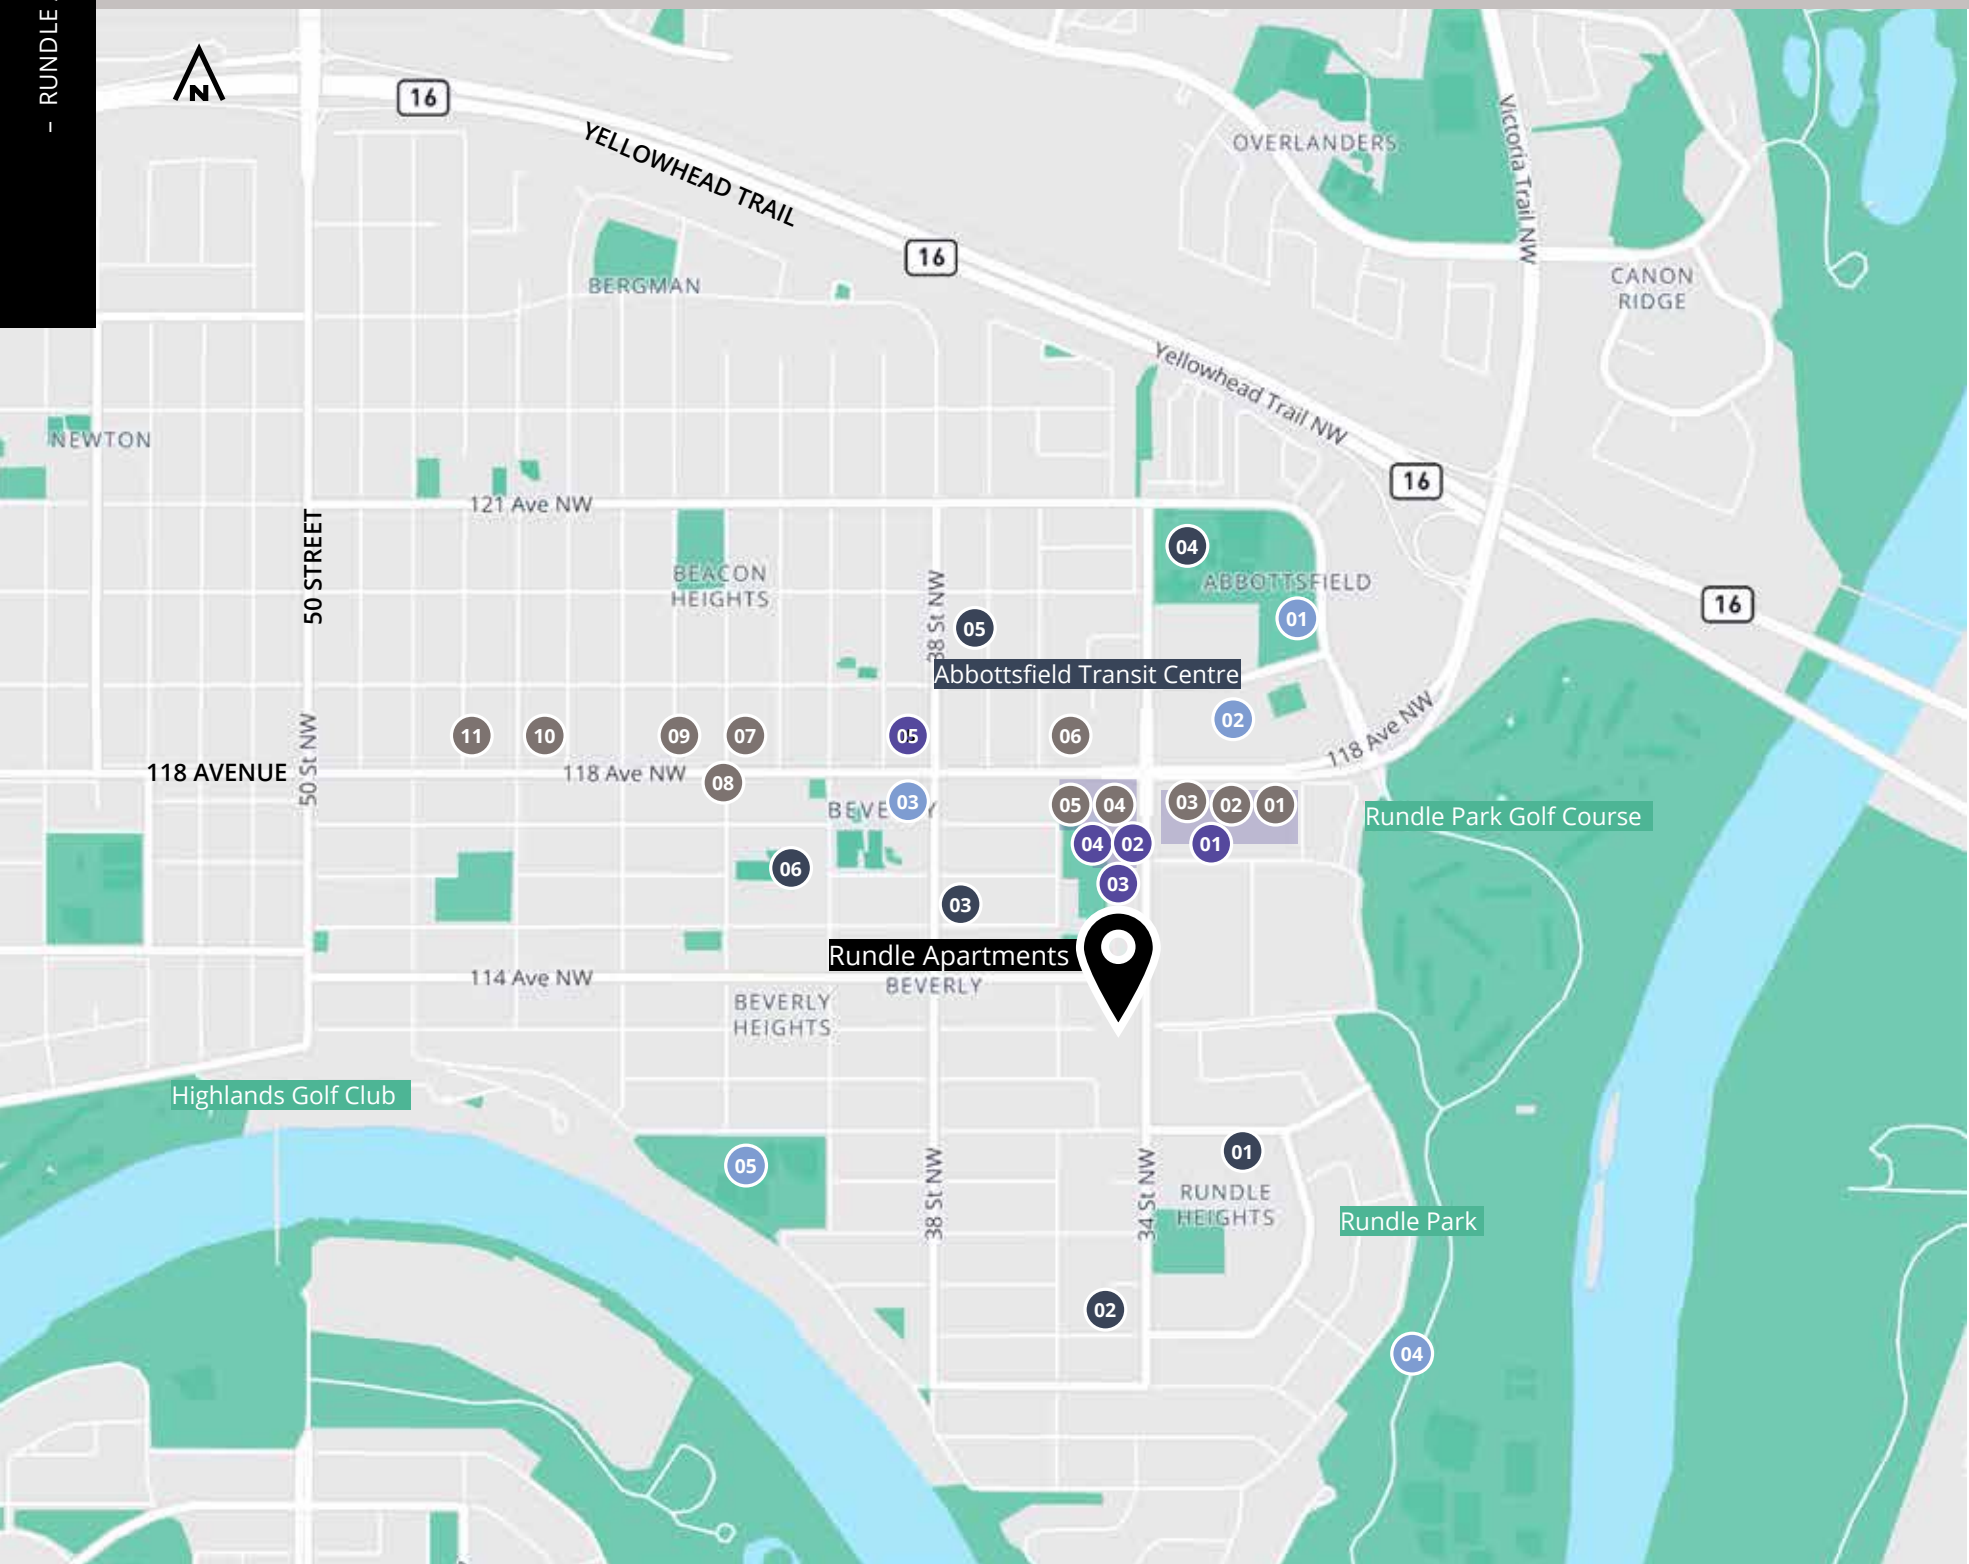 – RUNDLE
N
16
YELLOWHEAD TRAIL
OVERLANDERS
Victoria Trail NW
16
BERGMAN
CANON
RIDGE
Yellowhead Trail NW
NEWTON
16
121 Ave NW
50 STREET
04
BEACON
HEIGHTS
ABBOTTSFIELD
16
01
38 St NW
05
Abbottsfield Transit Centre
02
11
10
09
07
05
06
118 Ave NW
50 St NW
118 AVENUE
118 Ave NW
08
03
BEVERLY
05
04
03
02
01
Rundle Park Golf Course
04
02
01
06
03
03
Rundle Apartments
114 Ave NW
BEVERLY
BEVERLY
HEIGHTS
Highlands Golf Club
05
38 St NW
34 St NW
01
RUNDLE
HEIGHTS
Rundle Park
02
04